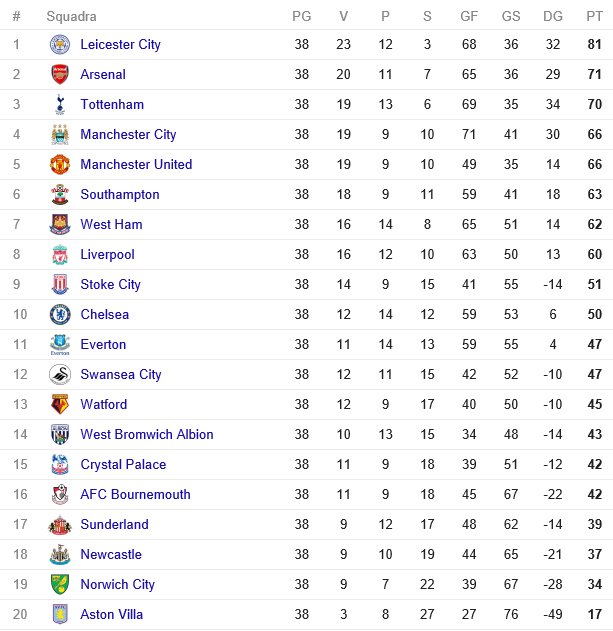 # Squadra PG V P S GF GS DG PT
1 Leicester City 38 23 12 3 68 36 32 81
2 Arsenal 38 20 11 7 65 36 29 71
3 Tottenham 38 19 13 6 69 35 34 70
4 Manchester City 38 19 9 10 71 41 30 66
5 Manchester United 38 19 9 10 49 35 14 66
6 Southampton 38 18 9 11 59 41 18 63
7 West Ham 38 16 14 8 65 51 14 62
8 Liverpool 38 16 12 10 63 50 13 60
9 Stoke City 38 14 9 15 41 55 -14 51
10 Chelsea 38 12 14 12 59 53 6 50
11 Everton 38 11 14 13 59 55 4 47
12 Swansea City 38 12 11 15 42 52 -10 47
13 Watford 38 12 9 17 40 50 -10 45
14 West Bromwich Albion 38 10 13 15 34 48 -14 43
15 Crystal Palace 38 11 9 18 39 51 -12 42
16 AFC Bournemouth 38 11 9 18 45 67 -22 42
17 Sunderland 38 9 12 17 48 62 -14 39
18 Newcastle 38 9 10 19 44 65 -21 37
19 Norwich City 38 9 7 22 39 67 -28 34
20 Aston Villa 38 3 8 27 27 76 -49 17